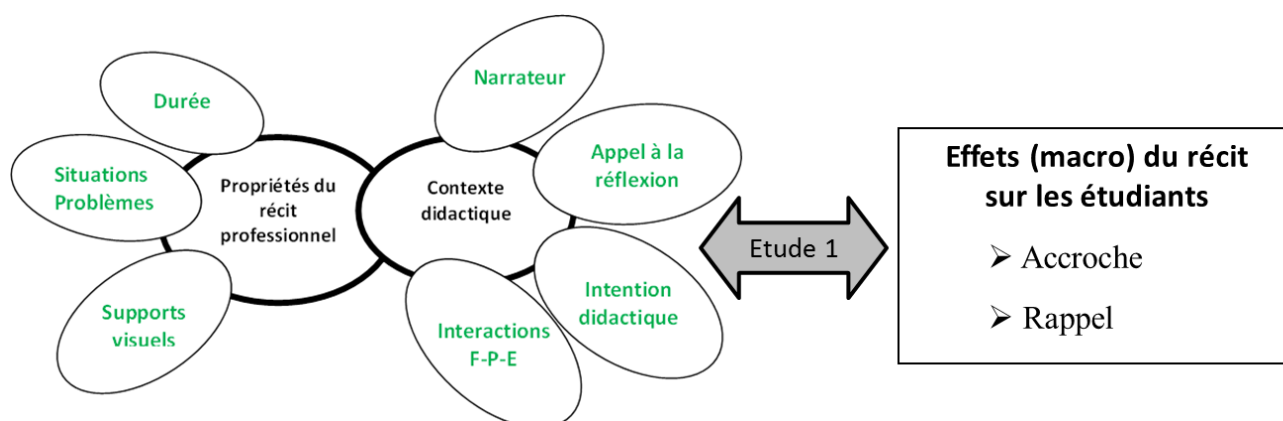 Durée
Situations
Problèmes
Supports
visuels
Propriétés du
récit
professionnel
Contexte
didactique
Narrateur
Appel à la
réflexion
Intention
didactique
Interactions
F-P-E
Etude 1
Effets (macro) du récit
sur les étudiants
➢ Accroche
➢ Rappel